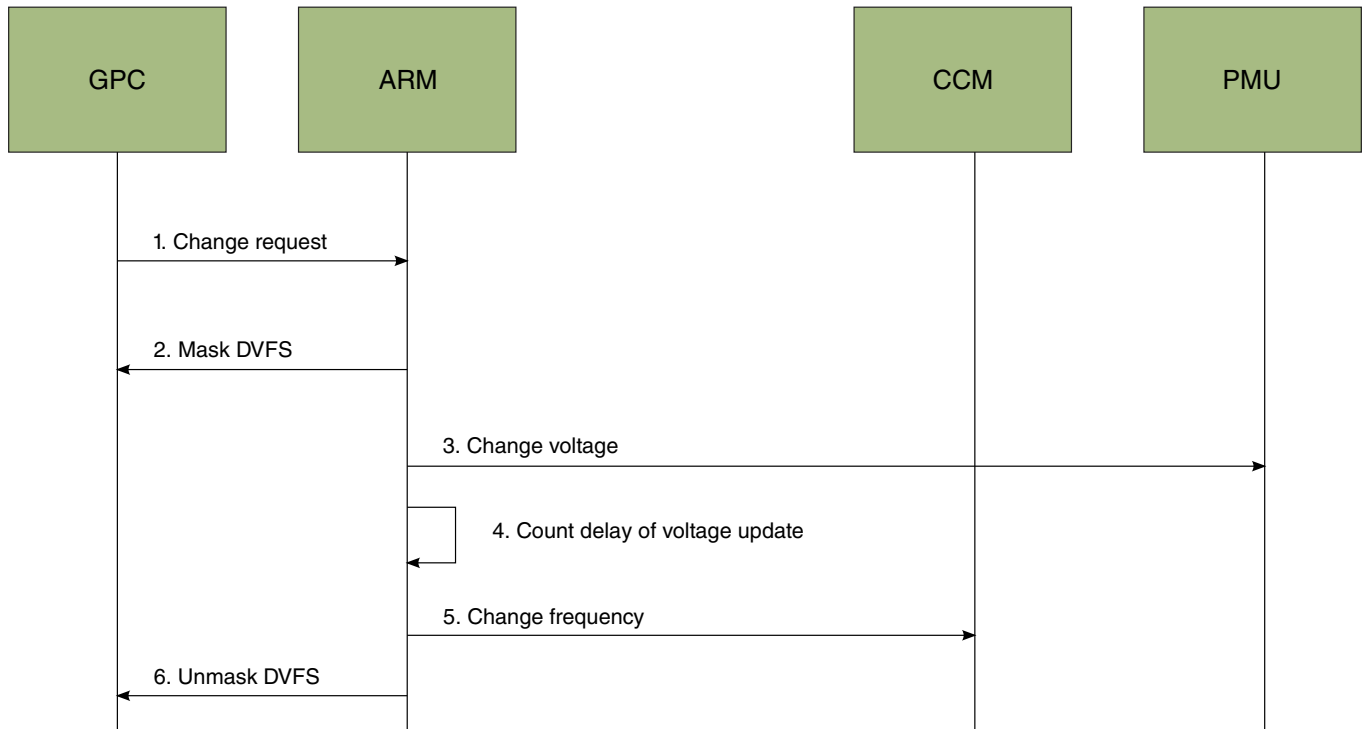 GPC
ARM
CCM
PMU
1. Change request
2. Mask DVFS
3. Change voltage
4. Count delay of voltage update
5. Change frequency
6. Unmask DVFS